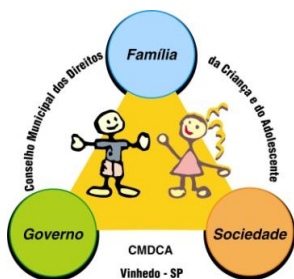 Família
Conselho Municipal dos Direitos
da Criança e do Adolescente
Governo
Sociedade
CMDCA
Vinhedo - SP